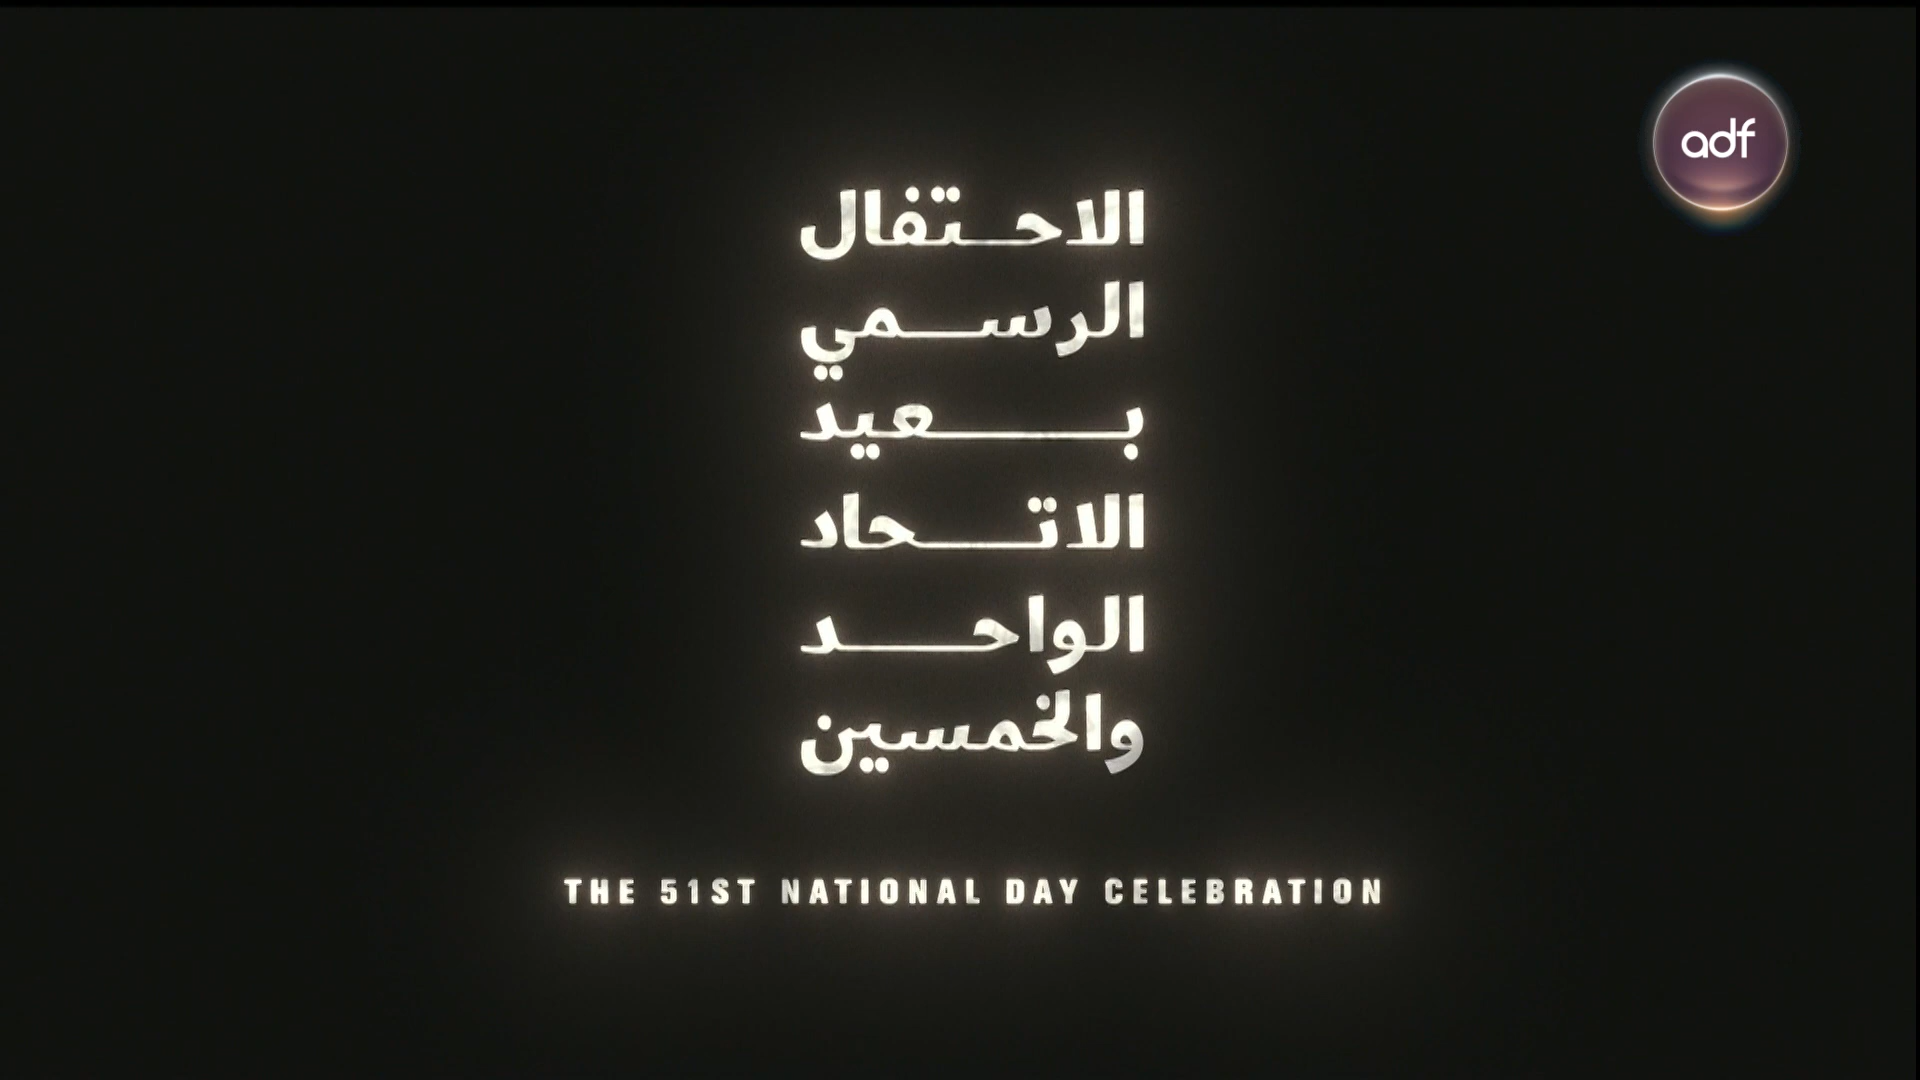 adf
الاحتفال
الرسمي
بعيد
الاتحاد
الواحد
والخمسين
THE 51ST NATIONAL DAY CELEBRATION